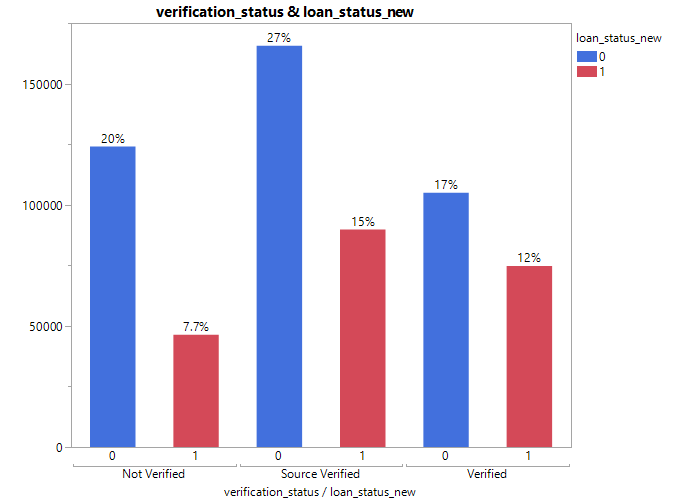 verification_status & loan_status_new
loan_status_new
0
1
150000
100000
50000
0
20%
7.7%
27%
15%
17%
12%
0 1 0 1 0 1
Not Verified Source Verified Verified
verification_status / loan_status_new